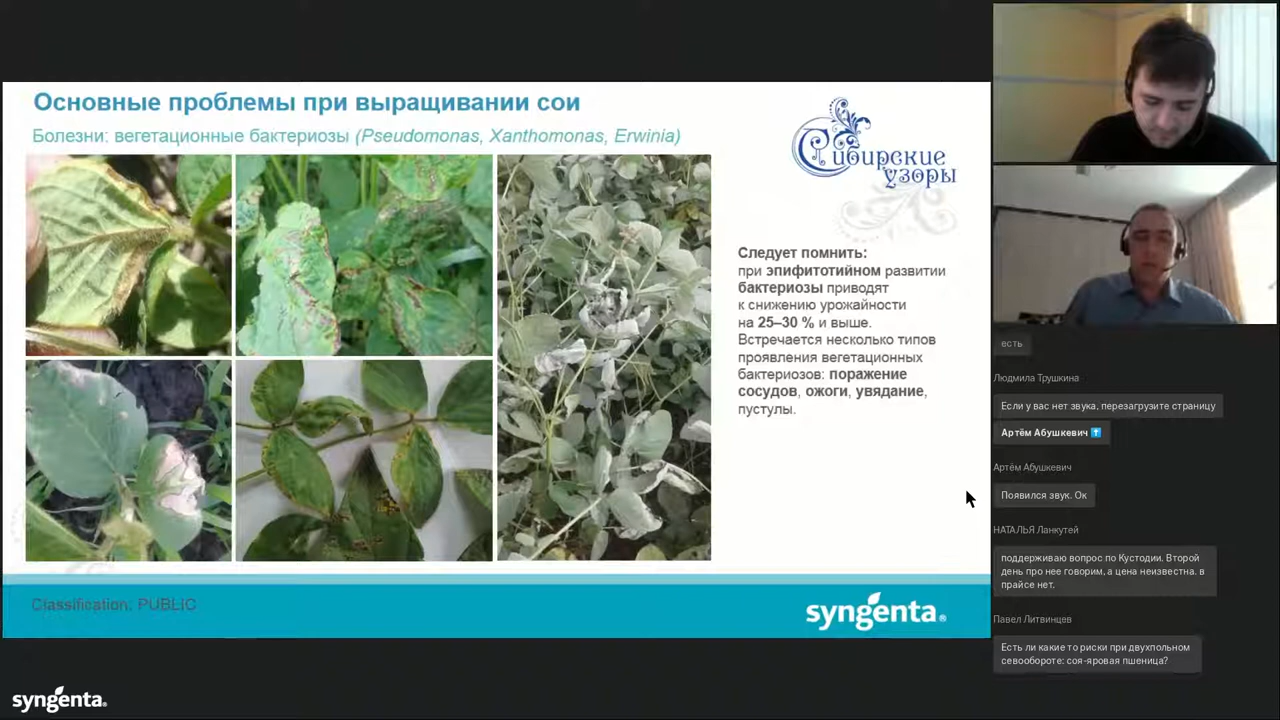 Основные проблемы при выращивании сои
Болезни: вегетационные бактериозы (Pseudomonas, Xanthomonas, Erwinia)
Сибирские
узоры
Следует помнить:
при эпифитотийном развитии
бактериозы приводят
к снижению урожайности
на 25–30 % и выше.
Встречается несколько типов
проявления вегетационных
бактериозов: поражение
сосудов, ожоги, увядание,
пустулы.
Classification: PUBLIC
syngenta®
syngenta®
есть
Людмила Трушкина
Если у вас нет звука, перезагрузите страницу
Артём Абушкевич
Артём Абушкевич
Появился звук. Ок
НАТАЛЬЯ Ланкутей
поддерживаю вопрос по Кустодии. Второй
день про нее говорим, а цена неизвестна. в
прайсе нет.
Павел Литвинцев
Есть ли какие то риски при двухпольном
севообороте: соя-яровая пшеница?